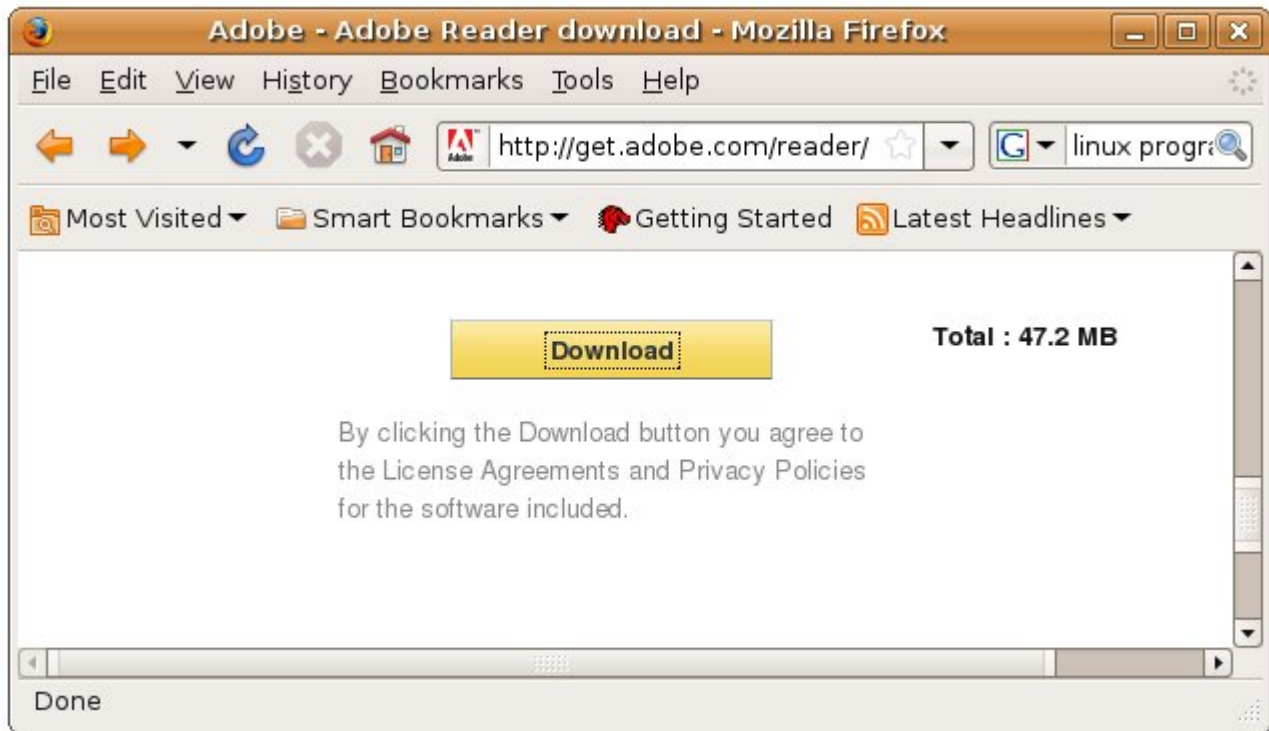 Adobe - Adobe Reader download - Mozilla Firefox
File Edit View History Bookmarks Tools Help
Adobe http://get.adobe.com/reader/ G linux progra
Most Visited Smart Bookmarks Getting Started Latest Headlines
Download Total : 47.2 MB
By clicking the Download button you agree to
the License Agreements and Privacy Policies
for the software included.
Done